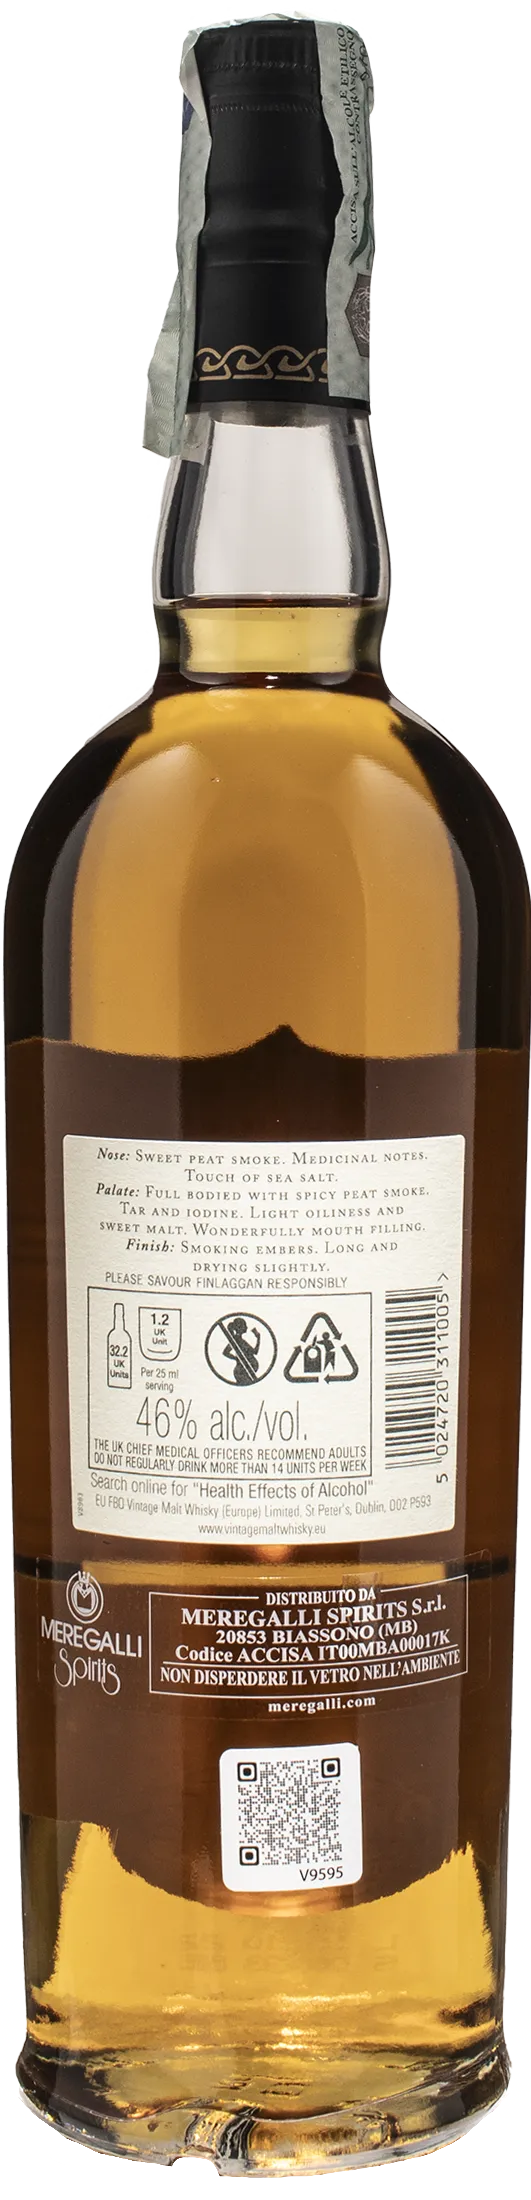 ACCISA SULL'ALCOLE ETILICO
CONTRASSEGNO
Nose: Sweet peat smoke. Medicinal notes.
Touch of sea salt.
Palate: Full bodied with spicy peat smoke.
Tar and iodine. Light oiliness and
sweet malt. Wonderfully mouth filling.
Finish: Smoking embers. Long and
drying slightly.
PLEASE SAVOUR FINLAGGAN RESPONSIBLY
32.2
UK
Units
1.2
UK
Unit
Per 25 ml
serving
46% alc./vol.
THE UK CHIEF MEDICAL OFFICERS RECOMMEND ADULTS
DO NOT REGULARLY DRINK MORE THAN 14 UNITS PER WEEK
5 024720 311005 >
Search online for "Health Effects of Alcohol"
EU FBO Vintage Malt Whisky (Europe) Limited, St Peter's, Dublin, D02 P593
www.vintagemaltwhisky.eu
MEREGALLI
Spirits
DISTRIBUITO DA
MEREGALLI SPIRITS S.r.l.
20853 BIASSONO (MB)
Codice ACCISA IT00MBA00017K
NON DISPERDERE IL VETRO NELL'AMBIENTE
meregalli.com
V9595